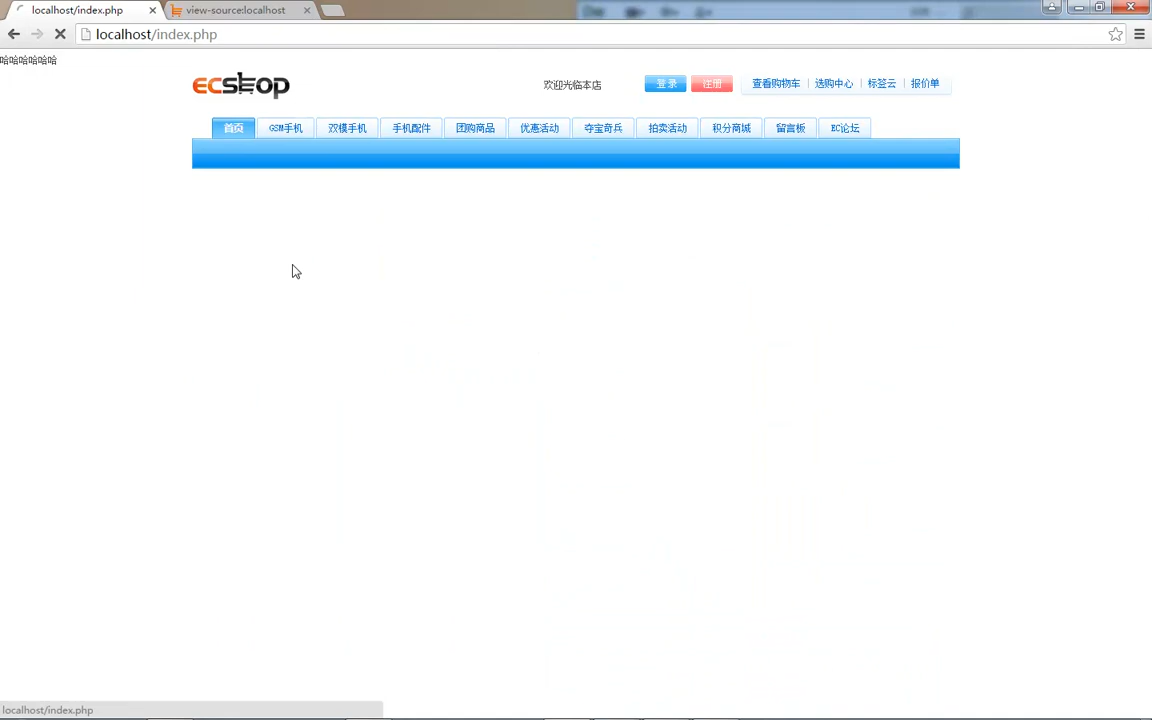 localhost/index.php
view-source:localhost
localhost/index.php
哈哈哈哈哈哈
ECSHOP
欢迎光临本店
登录
注册
查看购物车
选购中心
标签云
报价单
首页
GSM手机
双模手机
手机配件
团购商品
优惠活动
夺宝奇兵
拍卖活动
积分商城
留言板
EC论坛
localhost/index.php